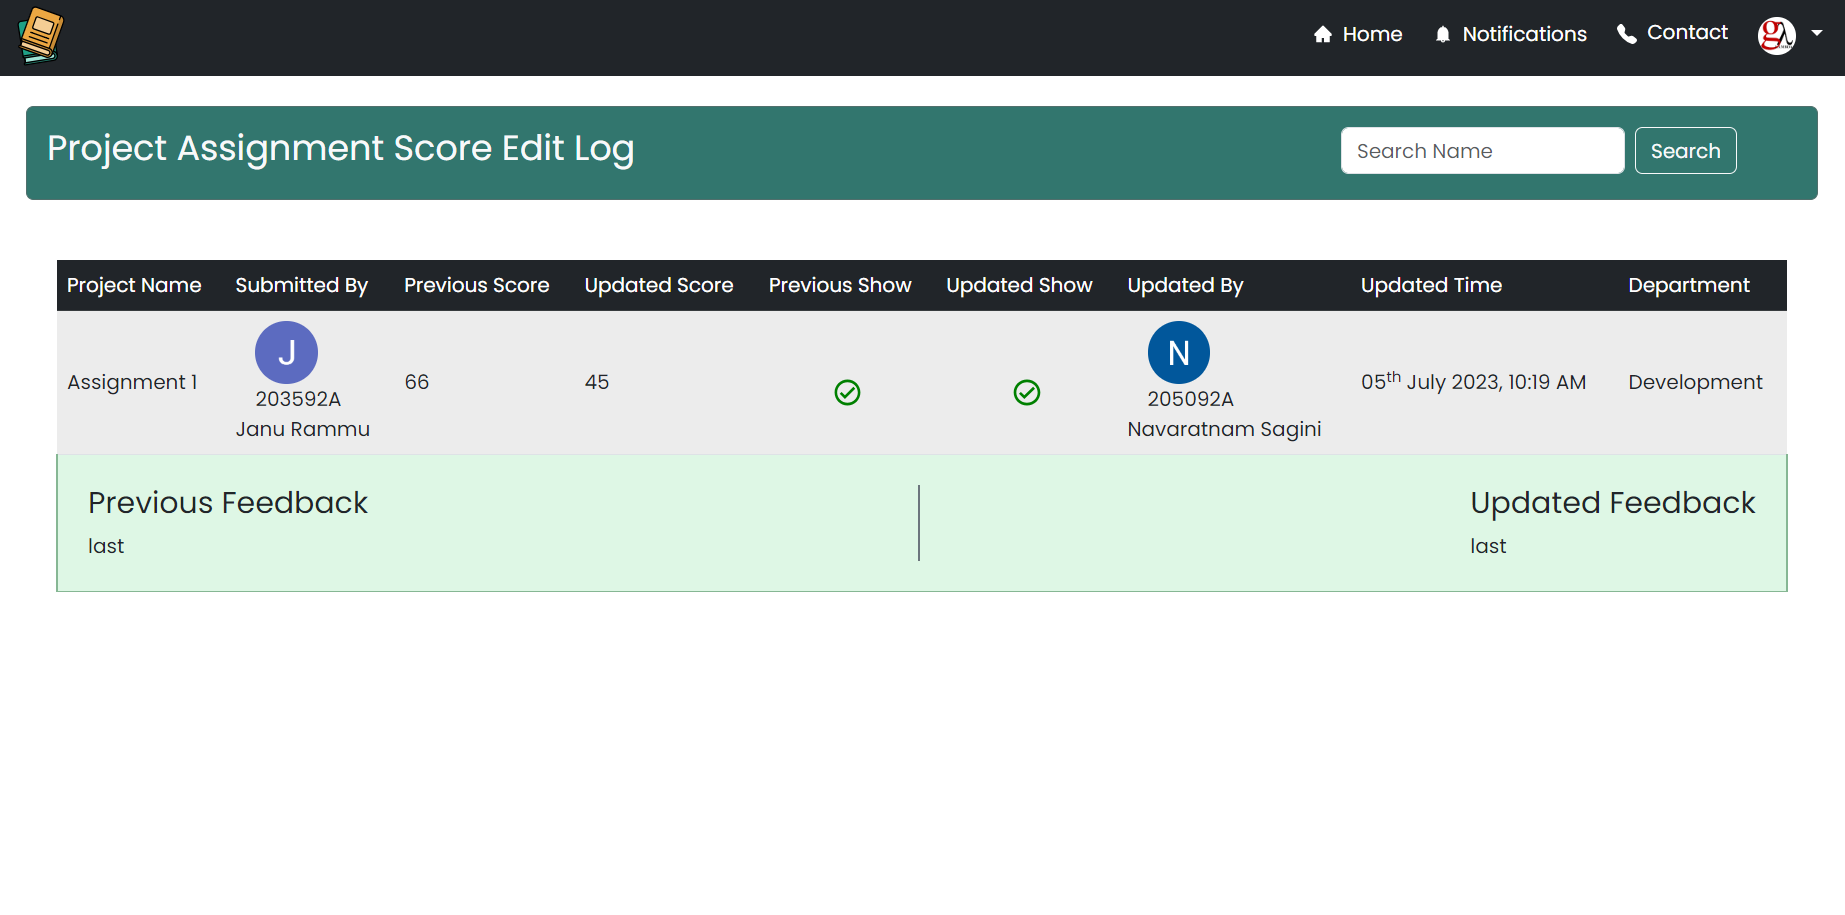 Home
Notifications
Contact
Project Assignment Score Edit Log
Search Name
Search
Project Name Submitted By Previous Score Updated Score Previous Show Updated Show Updated By Updated Time Department
J
N
Assignment 1 66 45 05th July 2023, 10:19 AM Development
203592A
205092A
Janu Rammu
Navaratnam Sagini
Previous Feedback
Updated Feedback
last
last